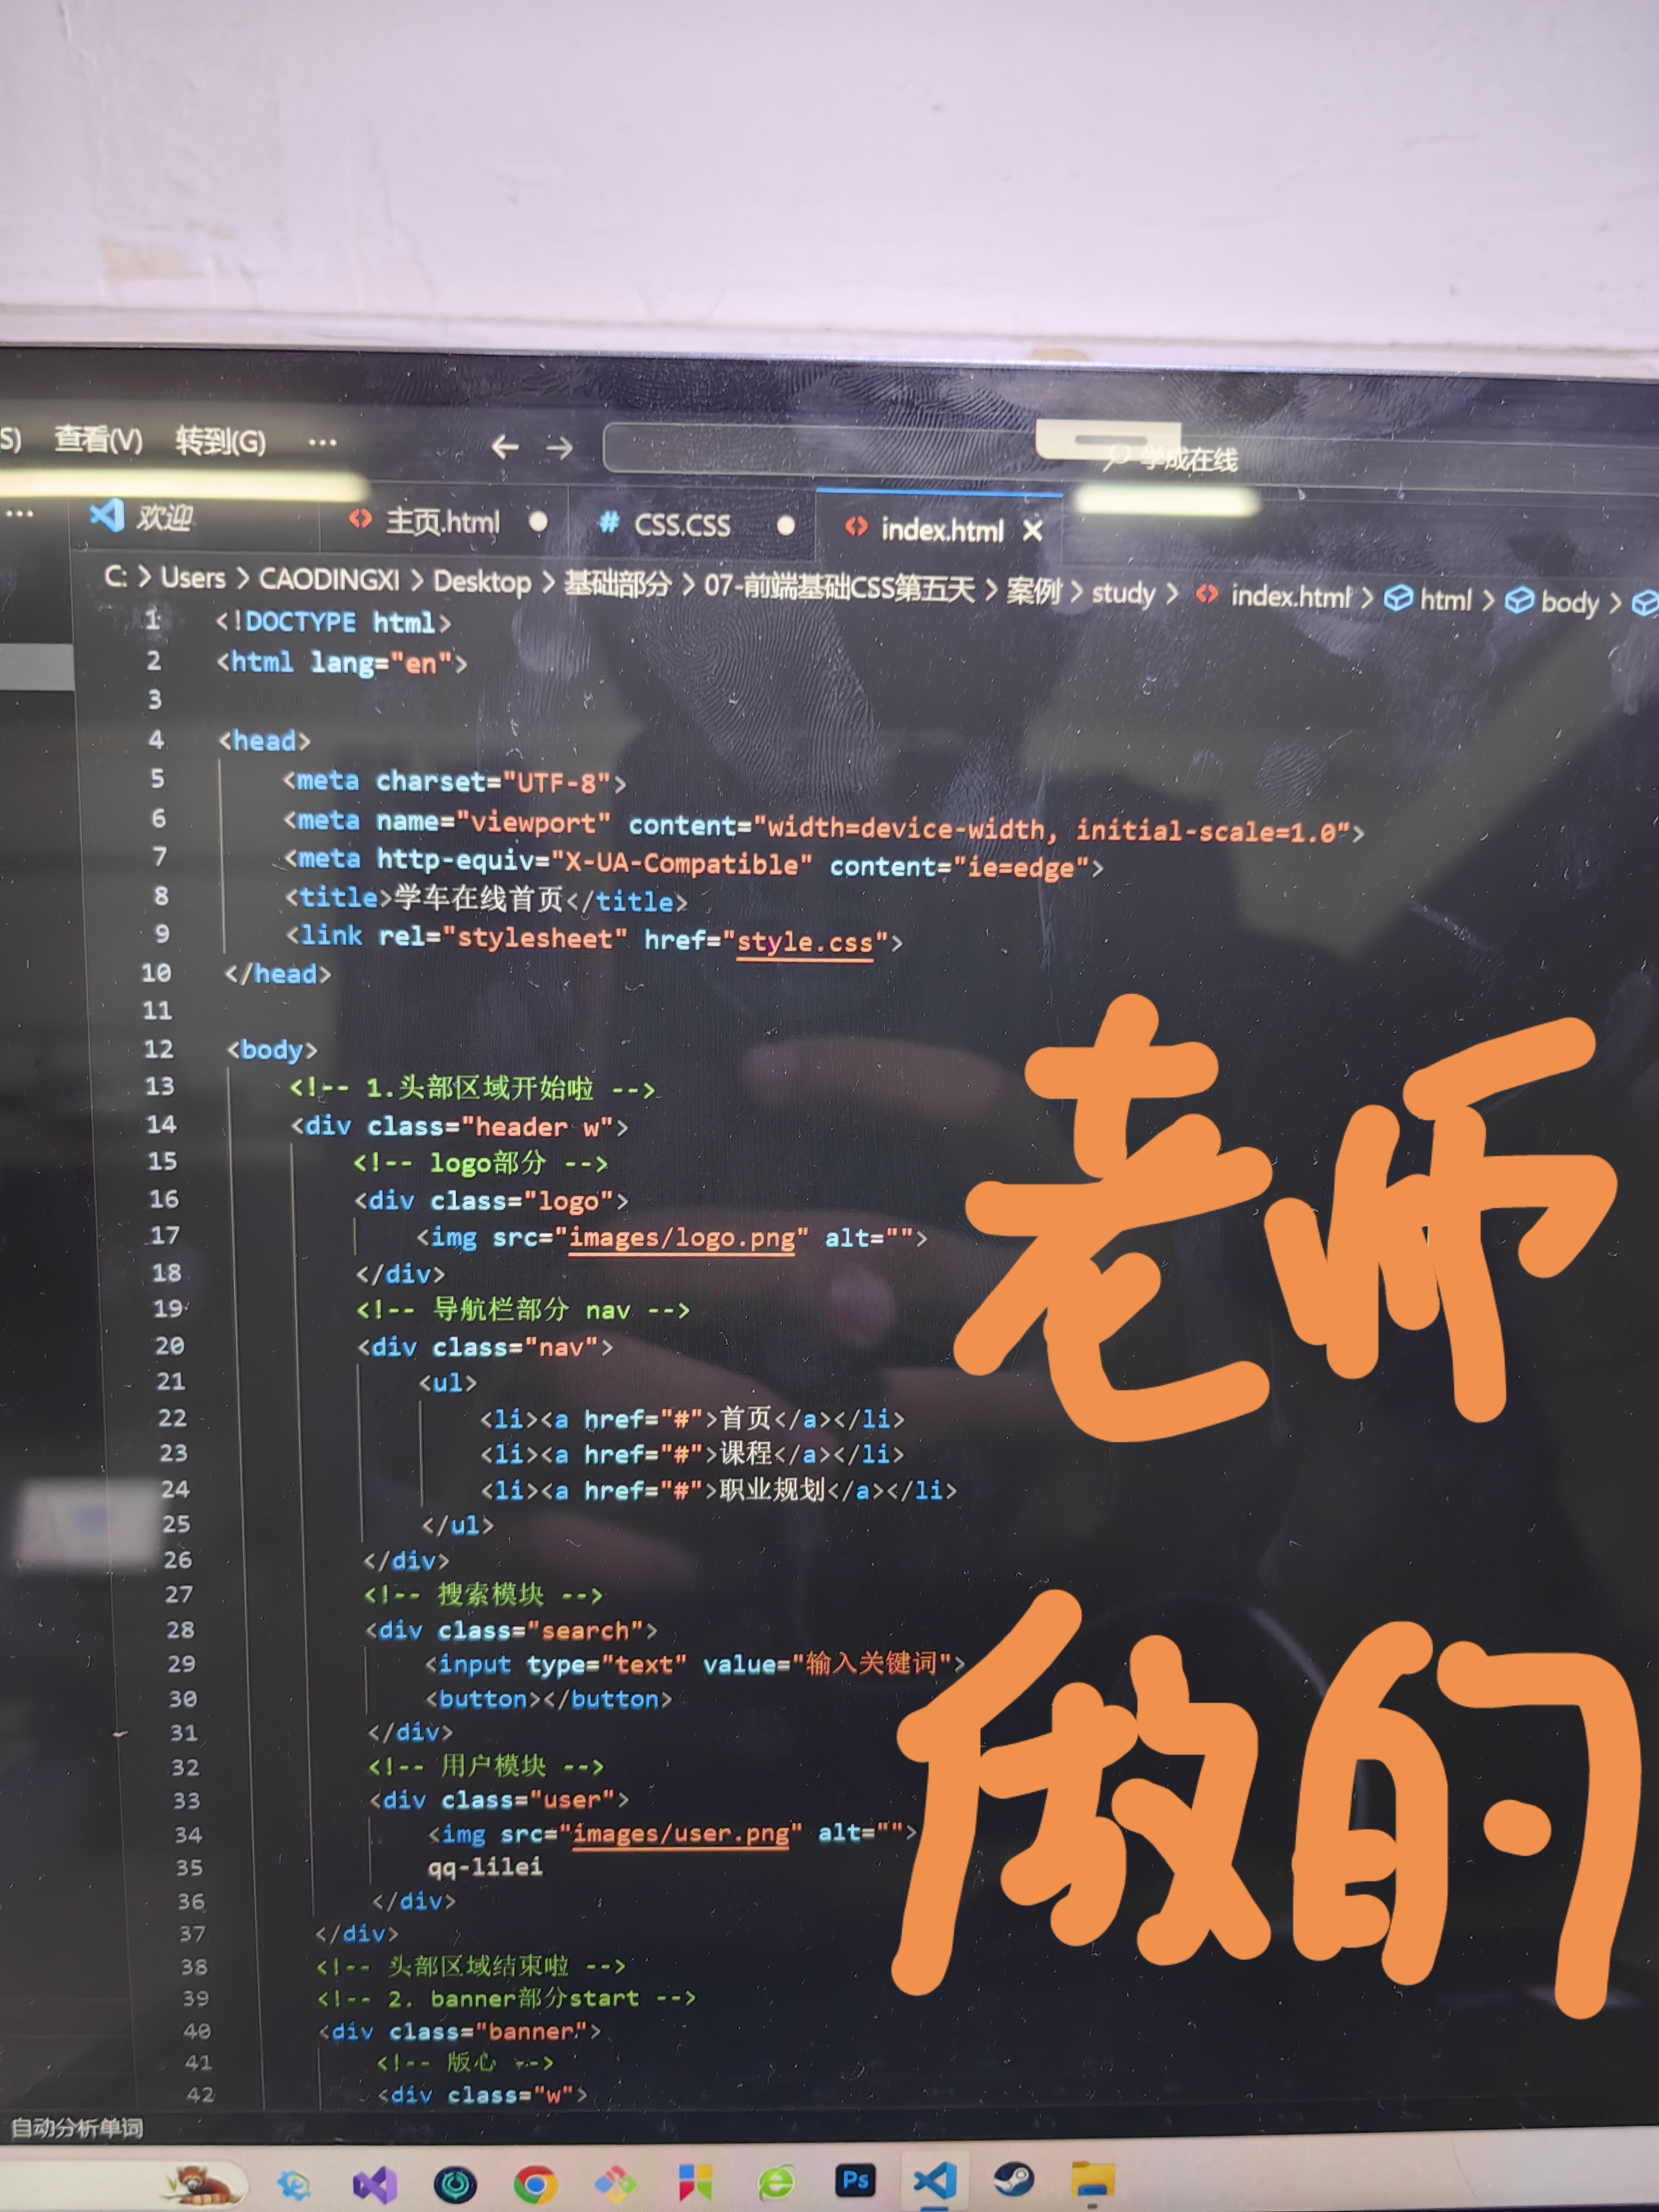 S) 查看(V) 转到(G) ··· ← → 学成在线
··· 欢迎 <> 主页.html ● # CSS.CSS ● <> index.html ×
C: > Users > CAODINGXI > Desktop > 基础部分 > 07-前端基础CSS第五天 > 案例 > study > <> index.html > html > body >
1 <!DOCTYPE html>
2 <html lang="en">
3
4 <head>
5 <meta charset="UTF-8">
6 <meta name="viewport" content="width=device-width, initial-scale=1.0">
7 <meta http-equiv="X-UA-Compatible" content="ie=edge">
8 <title>学车在线首页</title>
9 <link rel="stylesheet" href="style.css">
10 </head>
11
12 <body>
13 <!-- 1.头部区域开始啦 -->
14 <div class="header w">
15 <!-- logo部分 -->
16 <div class="logo">
17 <img src="images/logo.png" alt="">
18 </div>
19 <!-- 导航栏部分 nav -->
20 <div class="nav">
21 <ul>
22 <li><a href="#">首页</a></li>
23 <li><a href="#">课程</a></li>
24 <li><a href="#">职业规划</a></li>
25 </ul>
26 </div>
27 <!-- 搜索模块 -->
28 <div class="search">
29 <input type="text" value="输入关键词">
30 <button></button>
31 </div>
32 <!-- 用户模块 -->
33 <div class="user">
34 <img src="images/user.png" alt="">
35 qq-lilei
36 </div>
37 </div>
38 <!-- 头部区域结束啦 -->
39 <!-- 2. banner部分start -->
40 <div class="banner">
41 <!-- 版心 -->
42 <div class="w">
老师
做的
自动分析单词
Ps